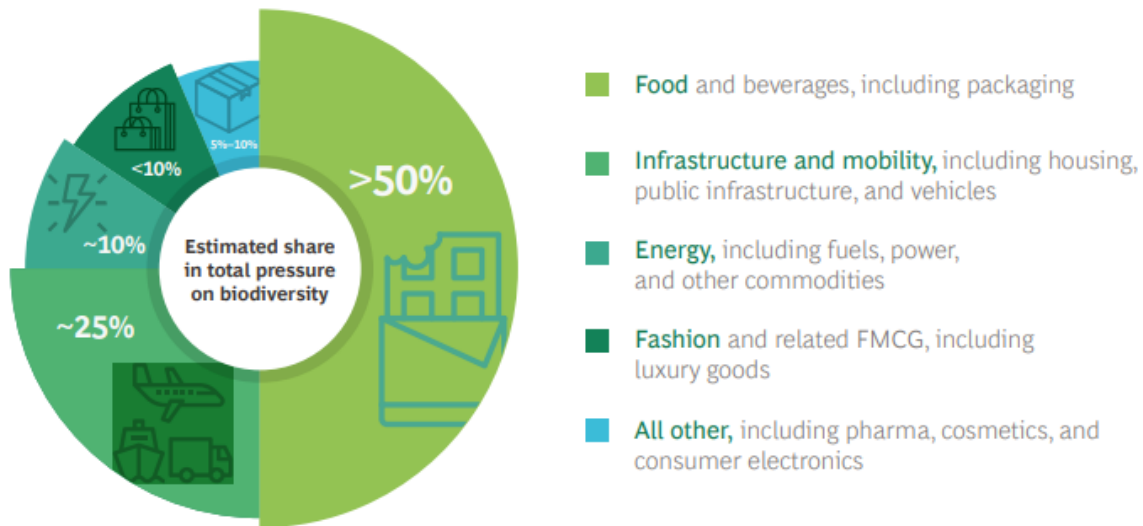 >50%
5%–10%
<10%
~10%
~25%
Estimated share
in total pressure
on biodiversity
Food and beverages, including packaging
Infrastructure and mobility, including housing,
public infrastructure, and vehicles
Energy, including fuels, power,
and other commodities
Fashion and related FMCG, including
luxury goods
All other, including pharma, cosmetics, and
consumer electronics